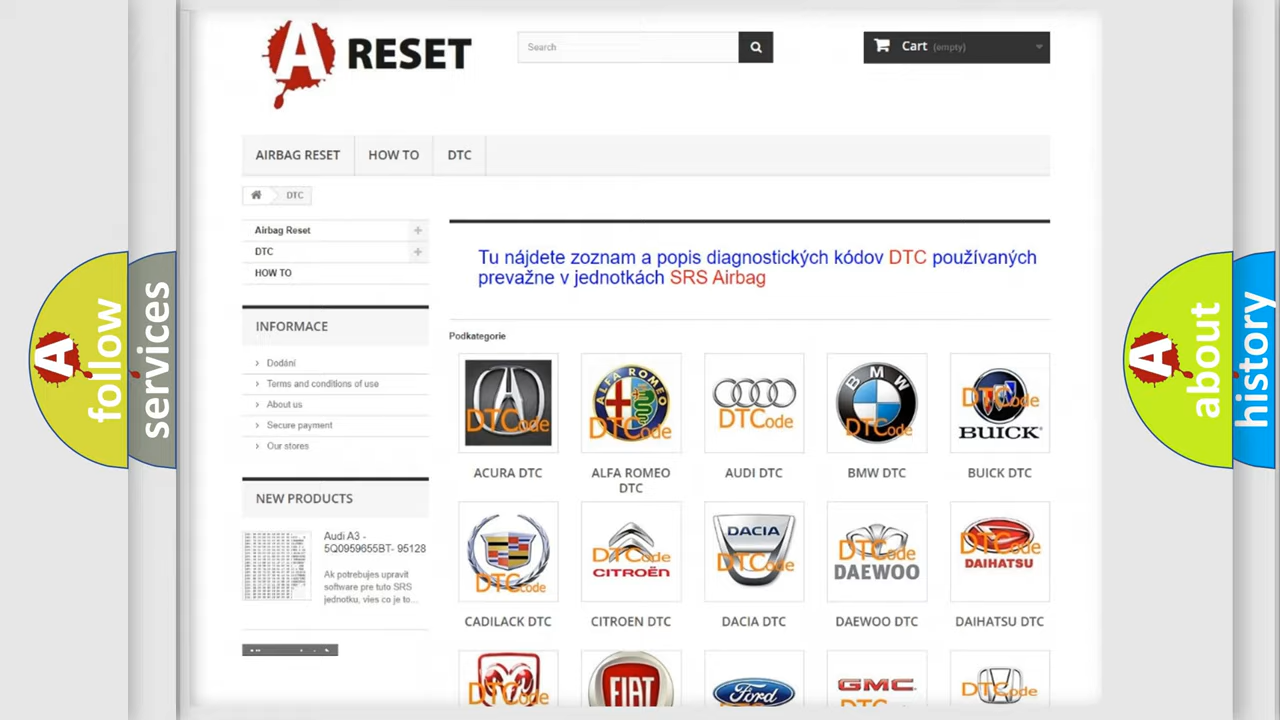 A RESET
Search
Cart (empty)
AIRBAG RESET
HOW TO
DTC
DTC
Airbag Reset
DTC
HOW TO
INFORMACE
Dodání
Terms and conditions of use
About us
Secure payment
Our stores
NEW PRODUCTS
Audi A3 -
5Q0959655BT- 95128
Ak potrebujes upravit
software pre tuto SRS
jednotku, vies co je to...
Tu nájdete zoznam a popis diagnostických kódov DTC používaných
prevažne v jednotkách SRS Airbag
Podkategorie
DTCode
ALFA ROMEO
DTCode
DTCode
BMW
DTCode
DTCode
BUICK
ACURA DTC
ALFA ROMEO
DTC
AUDI DTC
BMW DTC
BUICK DTC
DTCode
DTCode
CITROËN
DACIA
DTCode
DTCode
DAEWOO
DTCode
DAIHATSU
CADILACK DTC
CITROEN DTC
DACIA DTC
DAEWOO DTC
DAIHATSU DTC
DTCode
FIAT
Ford
GMC
DTCode
A follow
services
A about
history